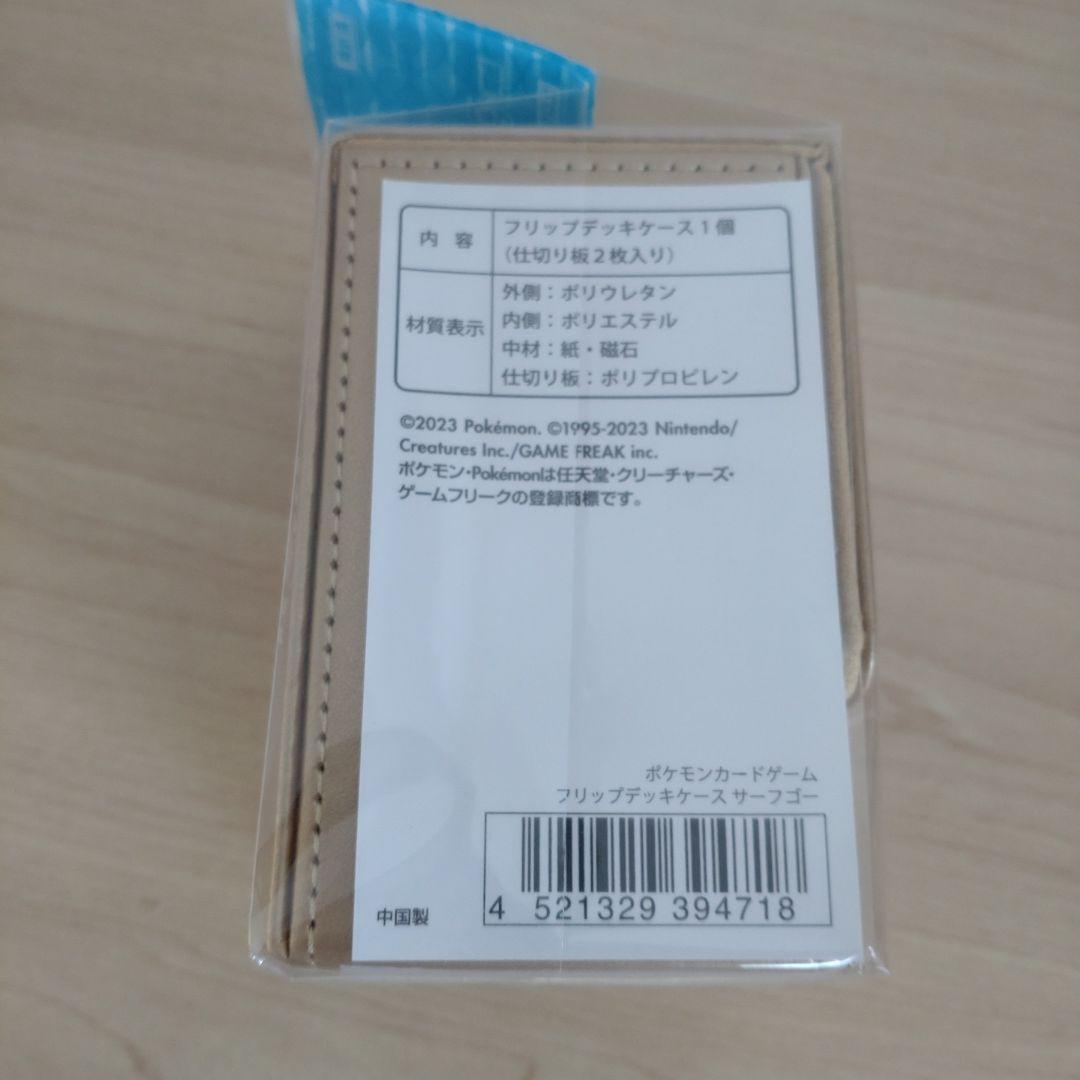 内 容
フリップデッキケース1個
（仕切り板2枚入り）
材質表示
外側：ポリウレタン
内側：ポリエステル
中材：紙・磁石
仕切り板：ポリプロピレン
©2023 Pokémon. ©1995-2023 Nintendo/
Creatures Inc./GAME FREAK inc.
ポケモン・Pokémonは任天堂・クリーチャーズ・
ゲームフリークの登録商標です。
ポケモンカードゲーム
フリップデッキケース サーフゴー
4 521329 394718
中国製